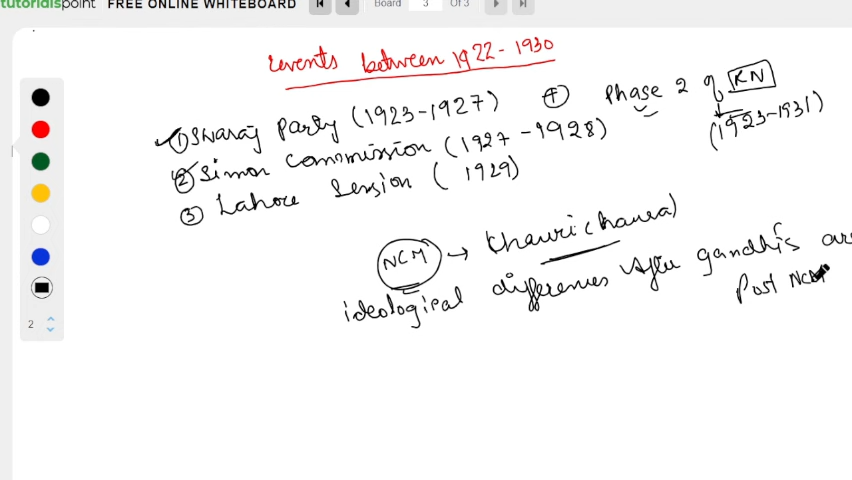 tutorialspoint FREE ONLINE WHITEBOARD Board 3 Of 3
events between 1922-1930
① Swaraj Party (1923-1927) ④ Phase 2 of KN
② Simon Commission (1927-1928) (1923-1931)
③ Lahore Session (1929)
NCM → Chauri Chaura)
ideological differences After gandhi's
Post NCM
2